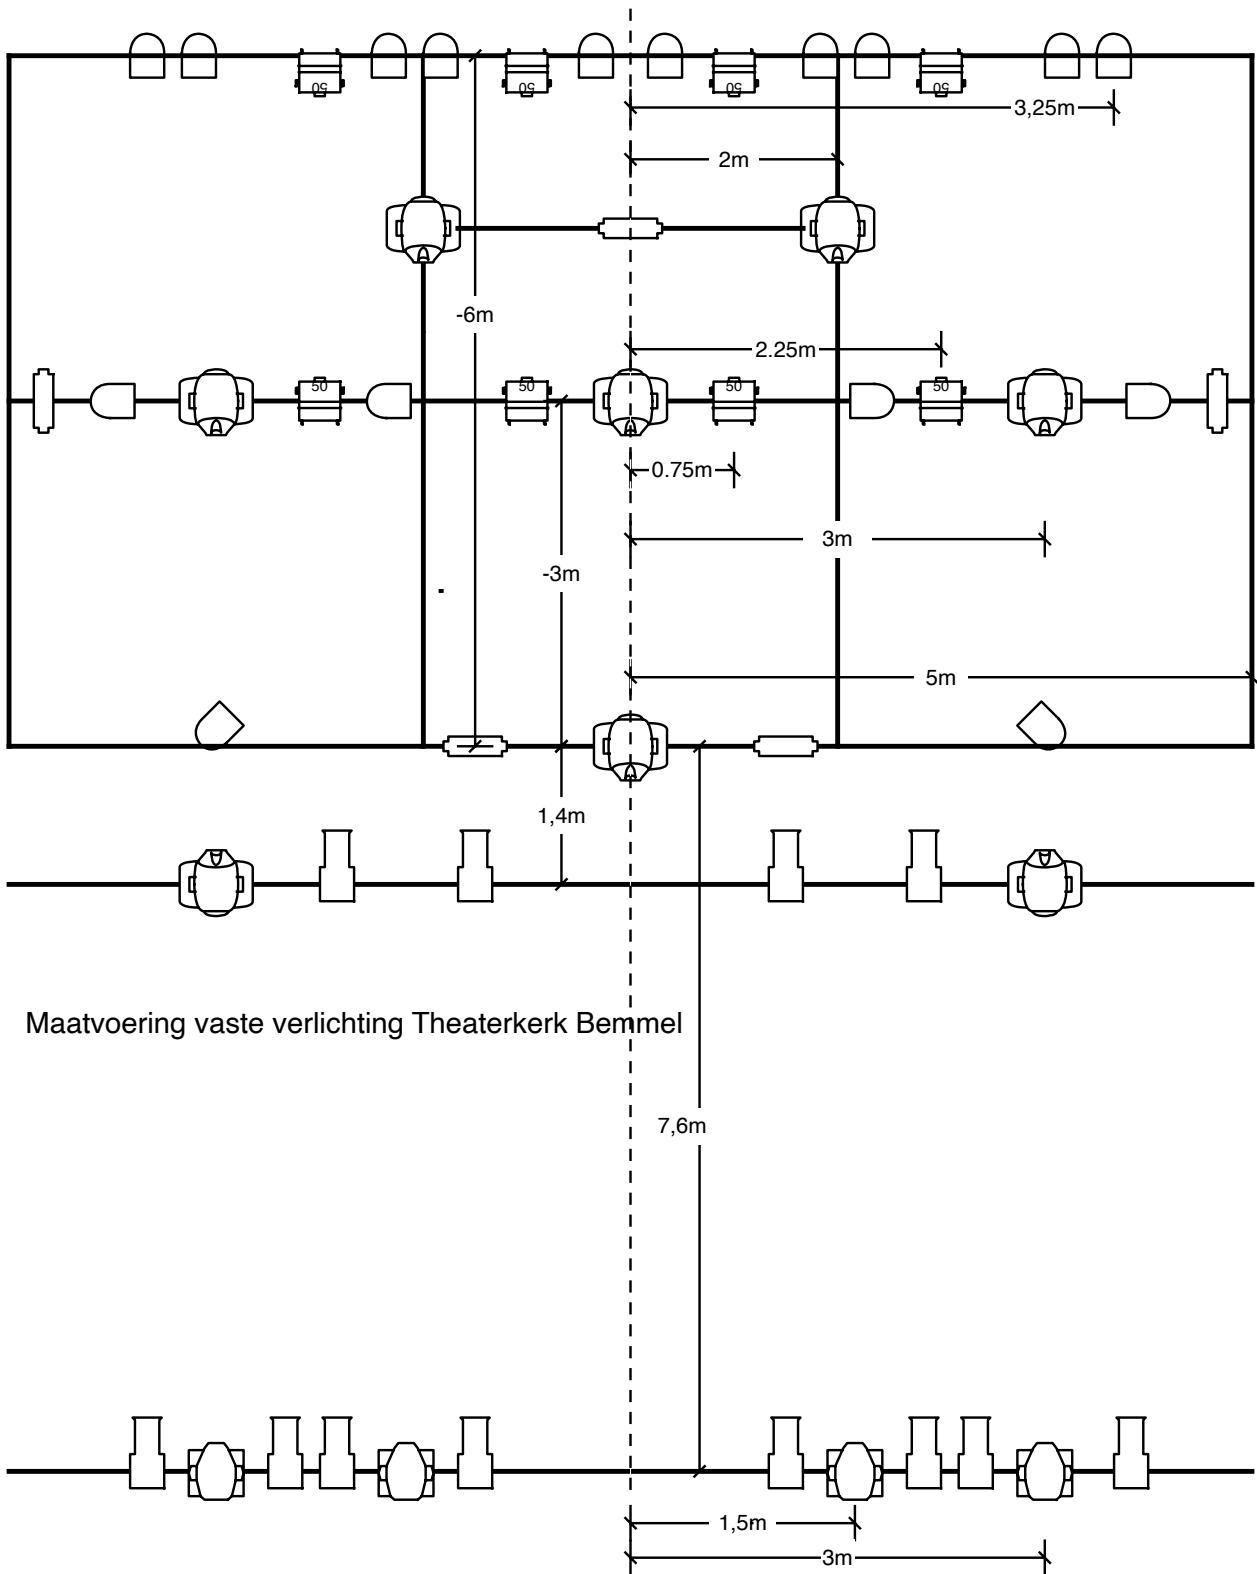 50 50 50 50
3,25m
2m
-6m
2.25m
50 50 50 50
0.75m
3m
-3m
5m
1,4m
Maatvoering vaste verlichting Theaterkerk Bemmel
7,6m
1,5m
3m